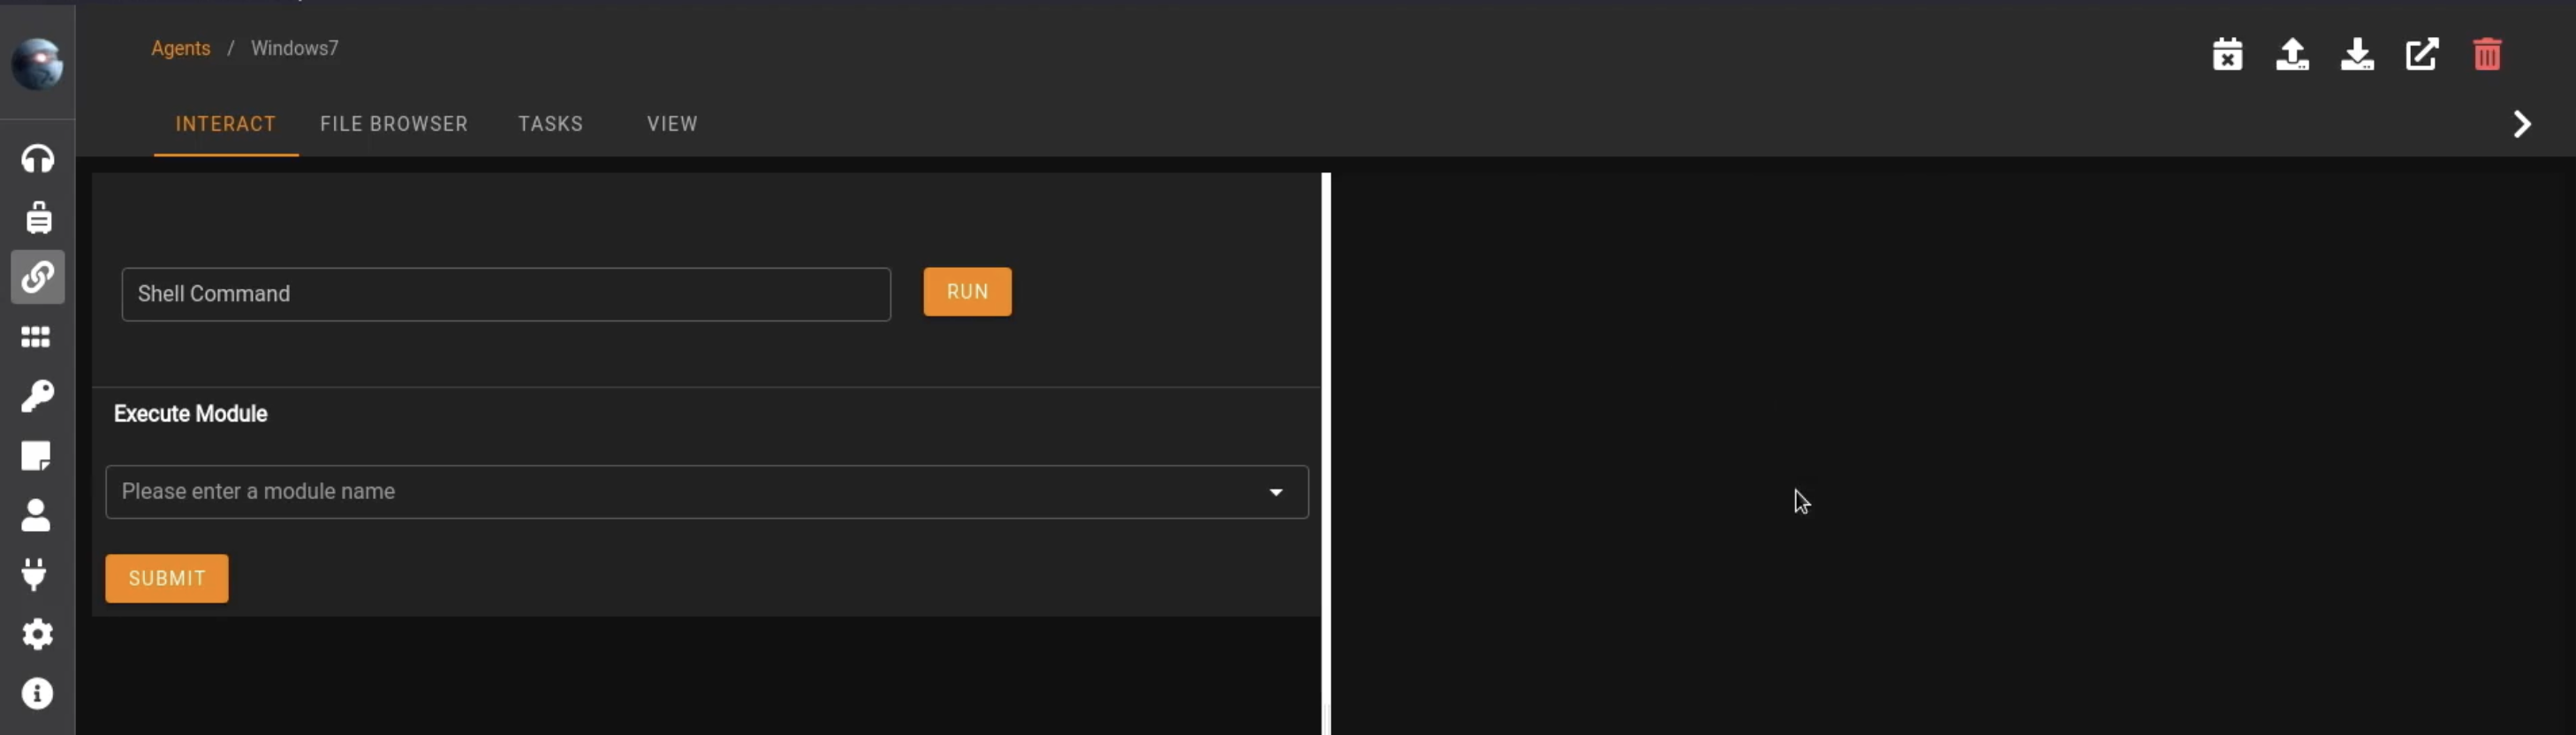 Agents / Windows7
INTERACT FILE BROWSER TASKS VIEW
Shell Command RUN
Execute Module
Please enter a module name
SUBMIT